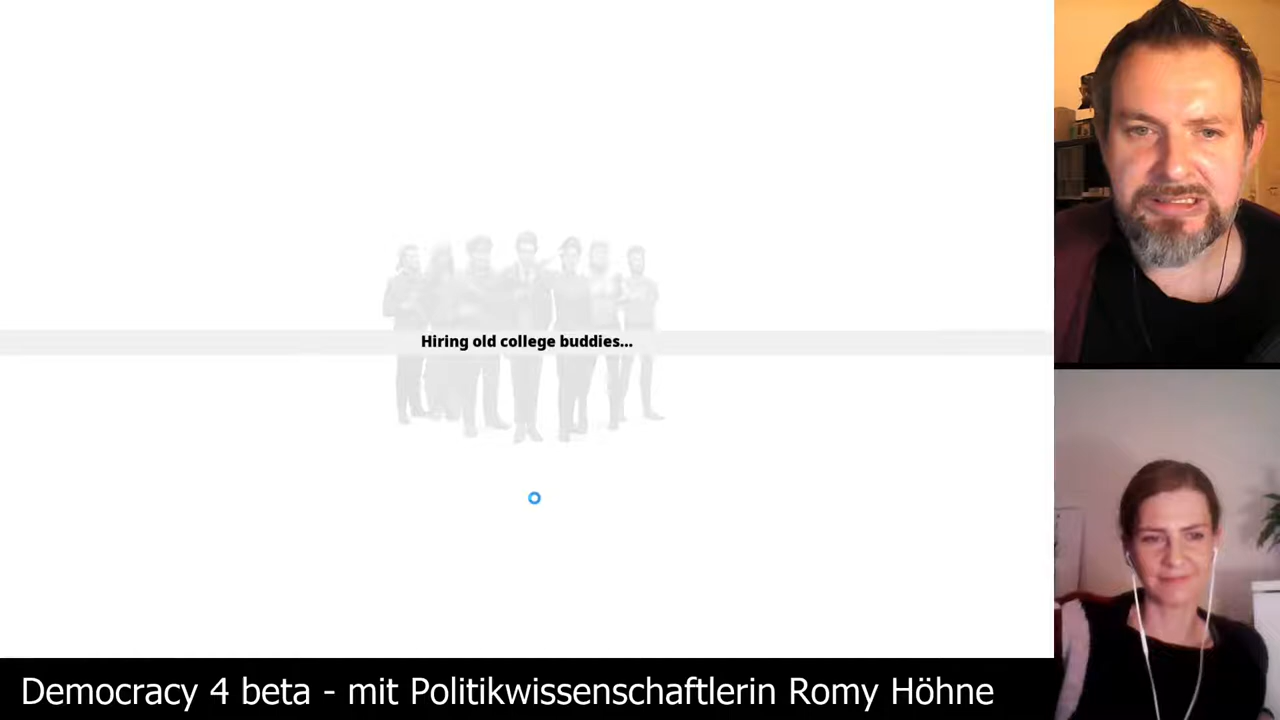 Hiring old college buddies...
Democracy 4 beta - mit Politikwissenschaftlerin Romy Höhne